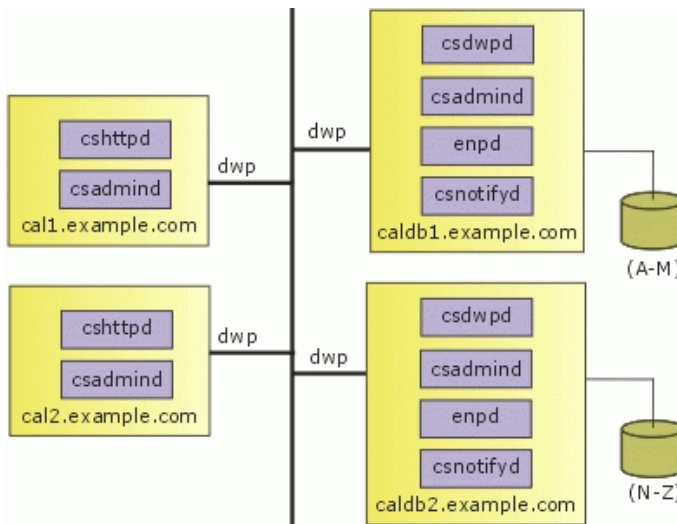 cshttpd
csadmind
cal1.example.com
dwp
dwp
csdwpd
csadmind
enpd
csnotifyd
caldb1.example.com
(A-M)
cshttpd
csadmind
cal2.example.com
dwp
dwp
csdwpd
csadmind
enpd
csnotifyd
caldb2.example.com
(N-Z)